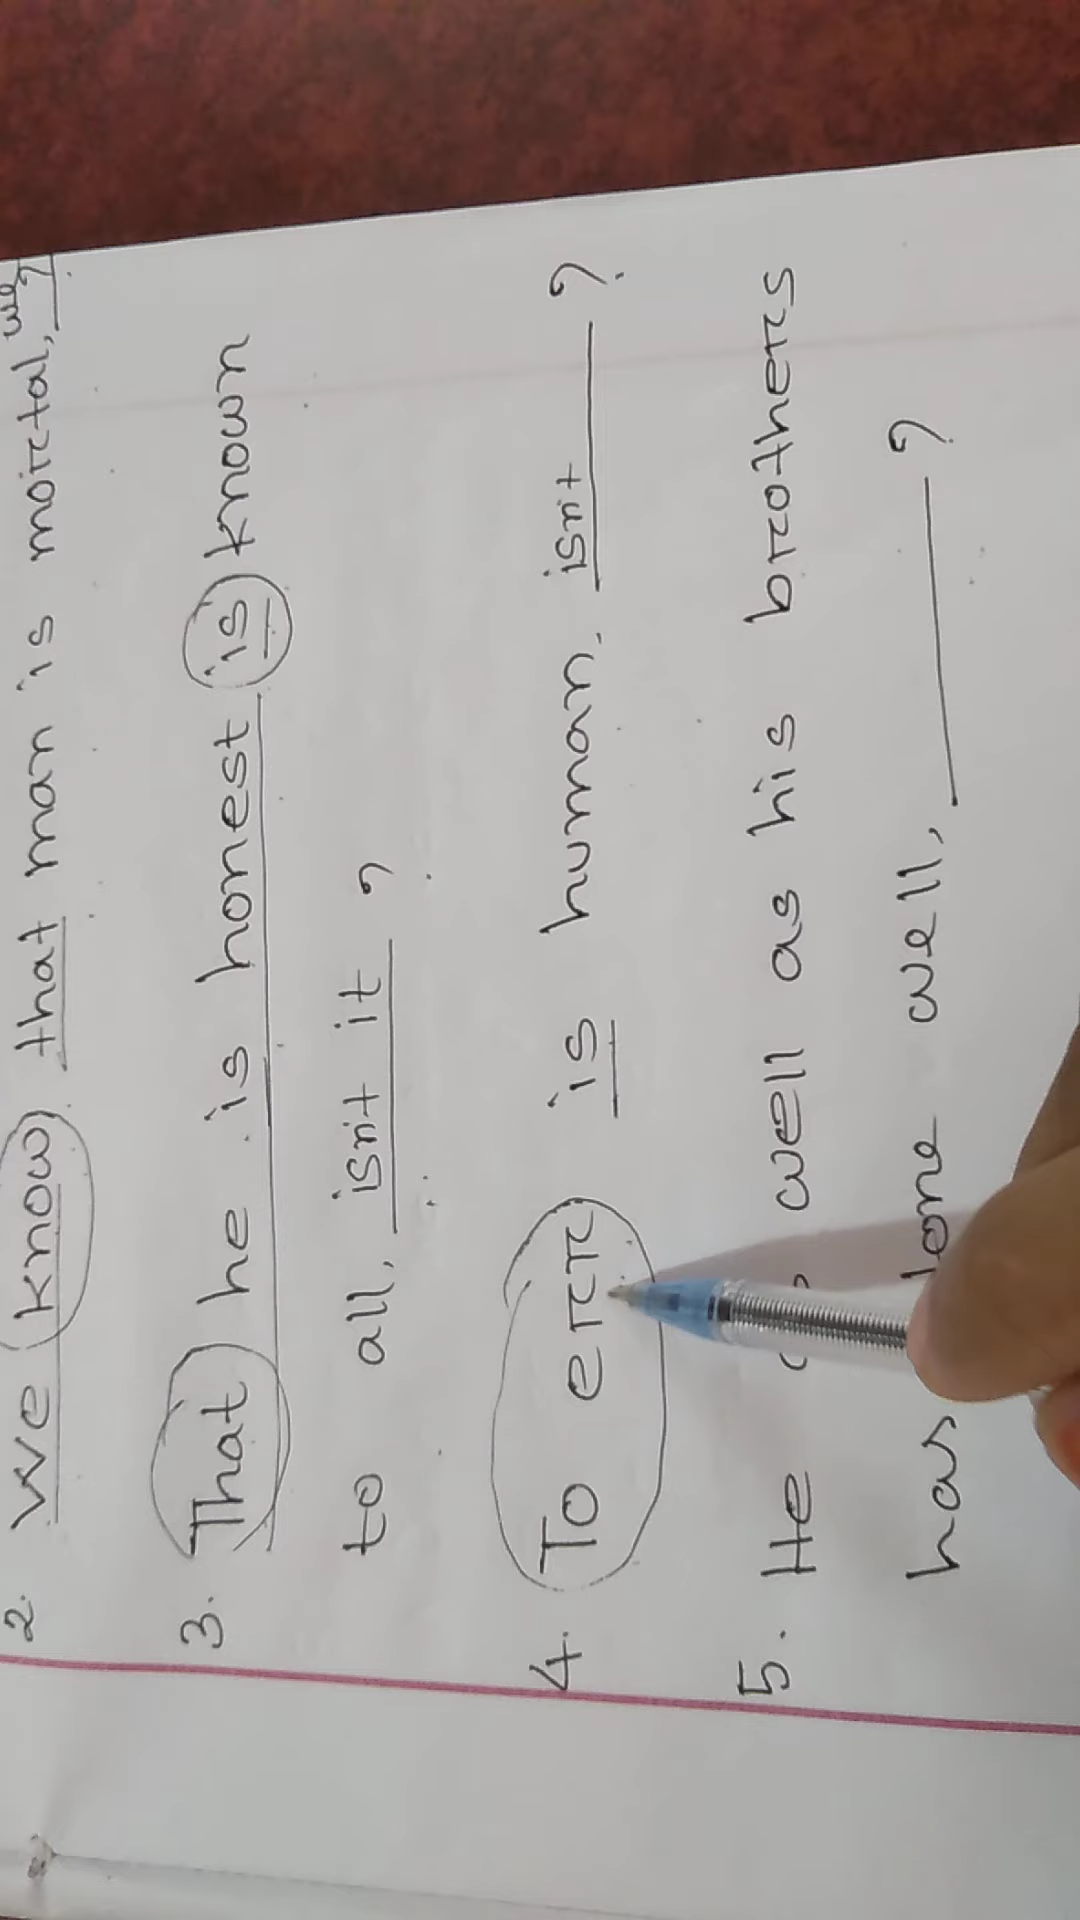 2. We know that man is mortal, we ?
3. That he is honest is known
to all, isn't it ?
4. To err is human, isn't ?
5. He as well as his brothers
has done well, ?